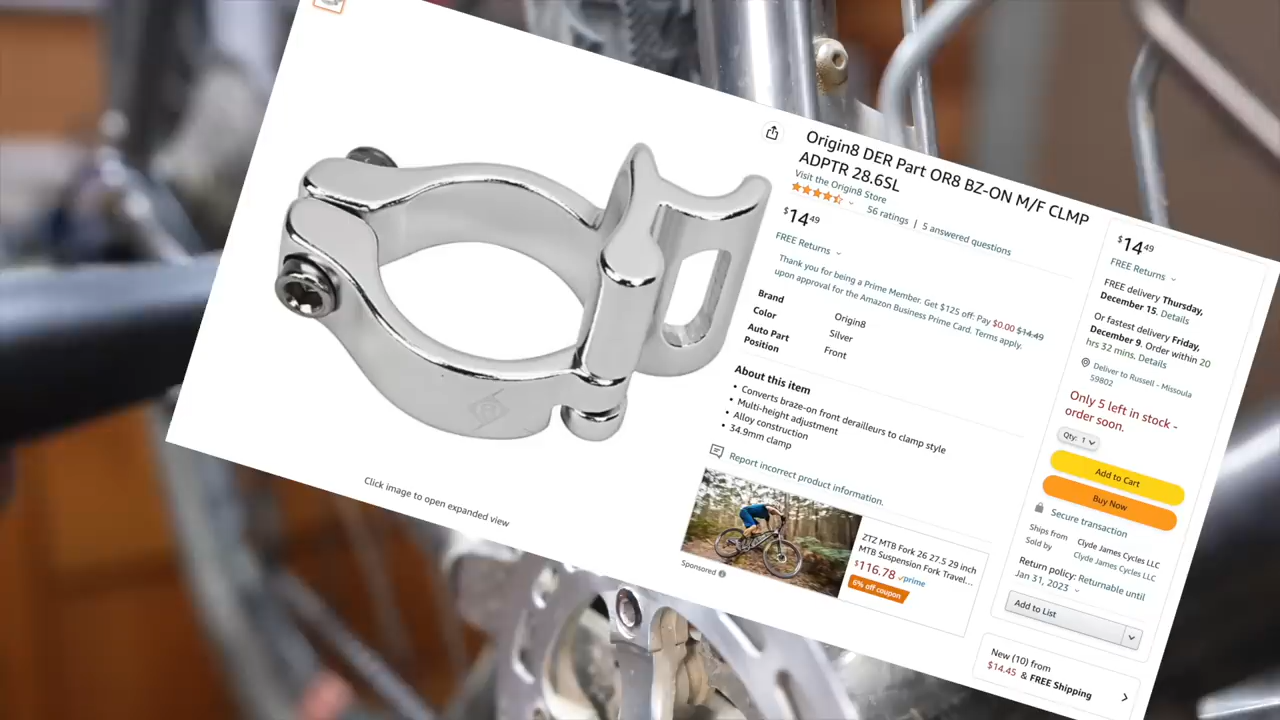 Click image to open expanded view
Origin8 DER Part OR8 BZ-ON M/F CLMP
ADPTR 28.6SL
Visit the Origin8 Store
56 ratings | 5 answered questions
$14 49
FREE Returns
Thank you for being a Prime Member. Get $125 off: Pay $0.00 $14.49
upon approval for the Amazon Business Prime Card. Terms apply.
Brand Origin8
Color Silver
Auto Part Front
Position
About this item
• Converts braze-on front derailleurs to clamp style
• Multi-height adjustment
• Alloy construction
• 34.9mm clamp
Report incorrect product information.
ZTZ MTB Fork 26 27.5 29 inch
MTB Suspension Fork Travel...
$116.78 prime
6% off coupon
Sponsored
$14 49
FREE Returns
FREE delivery Thursday,
December 15. Details
Or fastest delivery Friday,
December 9. Order within 20
hrs 32 mins. Details
Deliver to Russell - Missoula
59802
Only 5 left in stock -
order soon.
Qty: 1
Add to Cart
Buy Now
Secure transaction
Ships from Clyde James Cycles LLC
Sold by Clyde James Cycles LLC
Return policy: Returnable until
Jan 31, 2023
Add to List
New (10) from
$14.45 & FREE Shipping